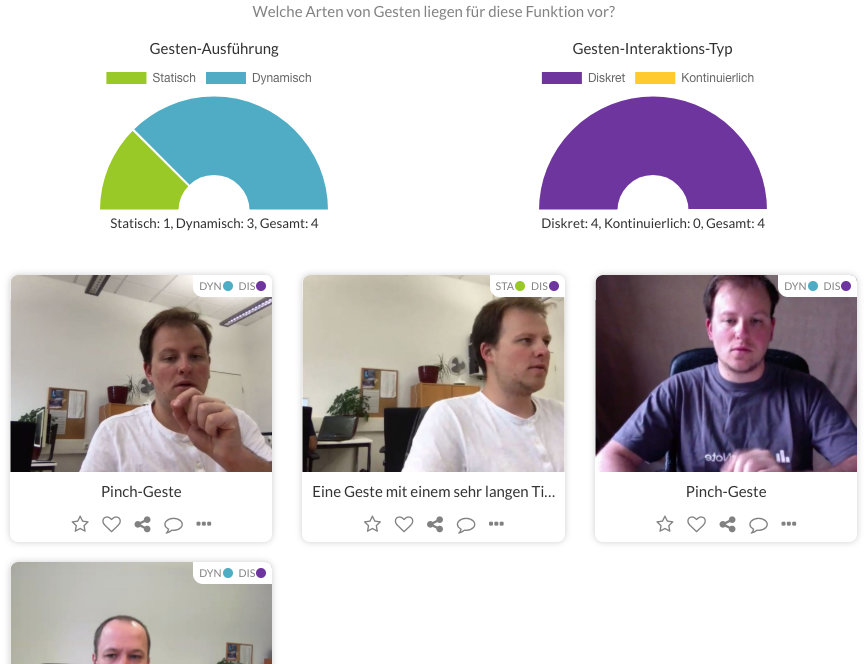 Welche Arten von Gesten liegen für diese Funktion vor?
Gesten-Ausführung
Gesten-Interaktions-Typ
Statisch Dynamisch
Diskret Kontinuierlich
Statisch: 1, Dynamisch: 3, Gesamt: 4
Diskret: 4, Kontinuierlich: 0, Gesamt: 4
DYN DIS
STA DIS
DYN DIS
Pinch-Geste
Eine Geste mit einem sehr langen Ti...
Pinch-Geste
DYN DIS